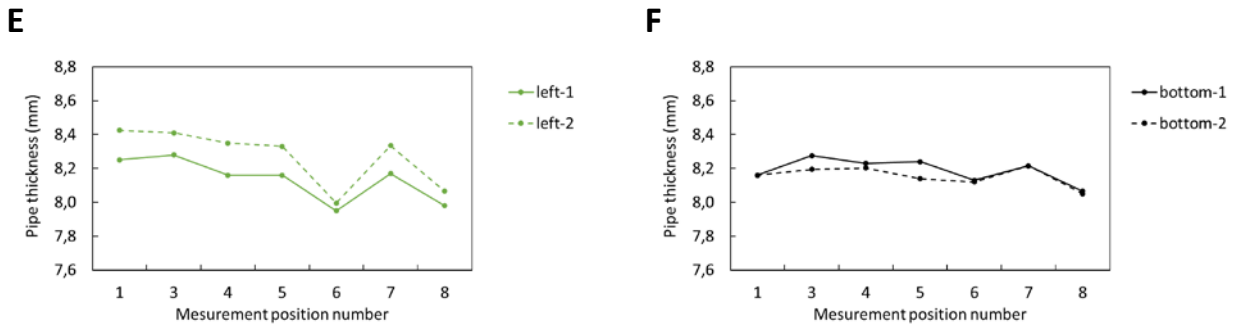 E
8,8
8,6
8,4
8,2
8,0
7,8
7,6
Pipe thickness (mm)
1 3 4 5 6 7 8
Mesurement position number
left-1
left-2
F
8,8
8,6
8,4
8,2
8,0
7,8
7,6
Pipe thickness (mm)
1 3 4 5 6 7 8
Mesurement position number
bottom-1
bottom-2